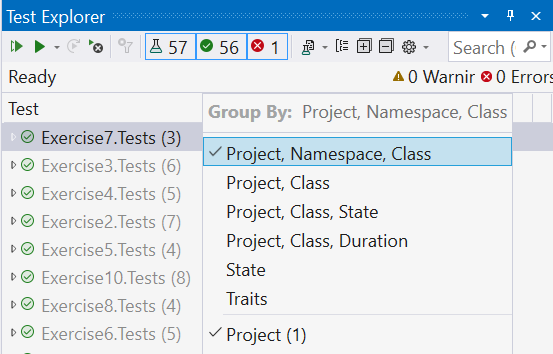 Test Explorer
57 56 1 Search (
Ready 0 Warnir 0 Errors
Test
Group By: Project, Namespace, Class
Exercise7.Tests (3)
Exercise3.Tests (6)
Exercise4.Tests (5)
Exercise2.Tests (7)
Exercise5.Tests (4)
Exercise10.Tests (8)
Exercise8.Tests (4)
Exercise6.Tests (5)
Project, Namespace, Class
Project, Class
Project, Class, State
Project, Class, Duration
State
Traits
Project (1)